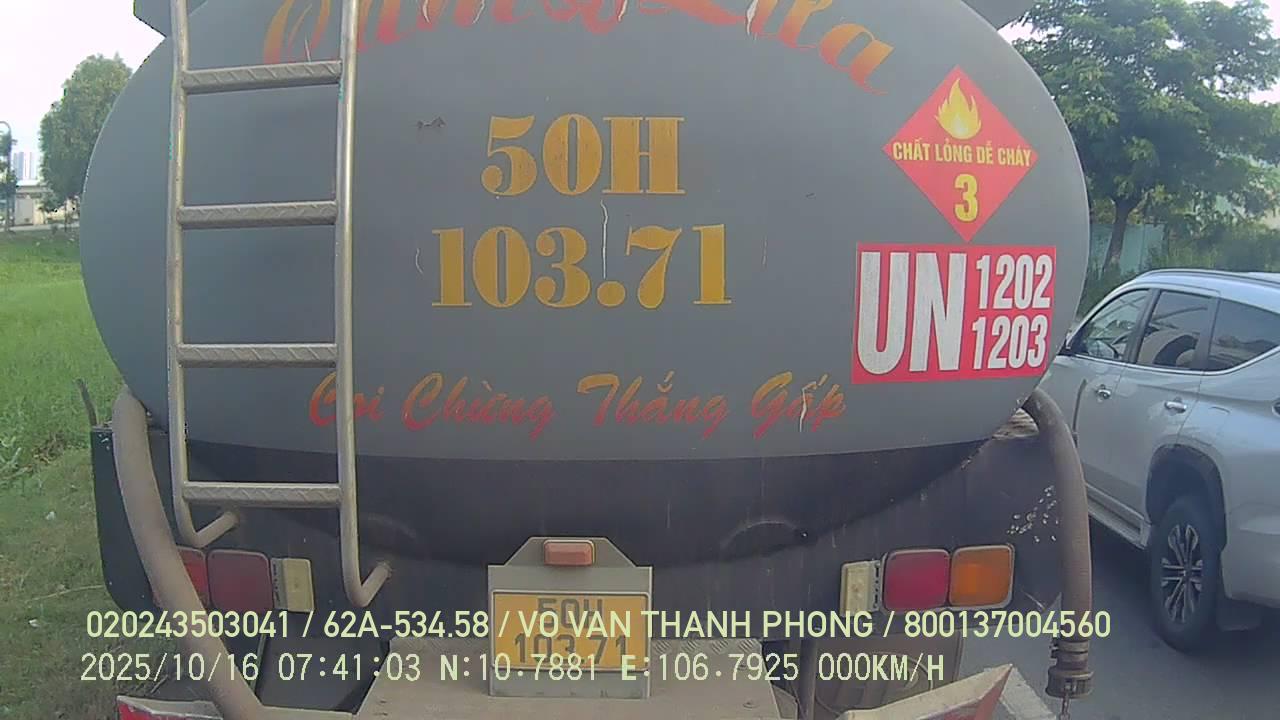 50H
103.71
CHẤT LỎNG DỄ CHÁY
3
UN 1202
1203
Coi Chừng Thắng Gấp
50H
103.71
020243503041 / 62A-534.58 / VO VAN THANH PHONG / 800137004560
2025/10/16 07:41:03 N:10.7881 E:106.7925 000KM/H